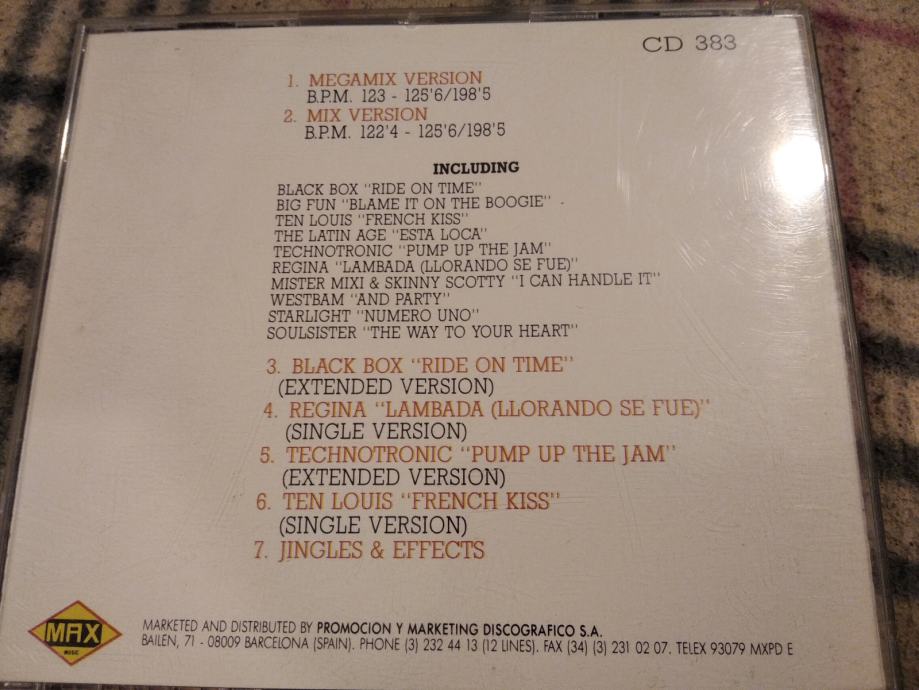 CD 383
1. MEGAMIX VERSION
B.P.M. 123 - 125'6/198'5
2. MIX VERSION
B.P.M. 122'4 - 125'6/198'5
INCLUDING
BLACK BOX "RIDE ON TIME"
BIG FUN "BLAME IT ON THE BOOGIE"
TEN LOUIS "FRENCH KISS"
THE LATIN AGE "ESTA LOCA"
TECHNOTRONIC "PUMP UP THE JAM"
REGINA "LAMBADA (LLORANDO SE FUE)"
MISTER MIXI & SKINNY SCOTTY "I CAN HANDLE IT"
WESTBAM "AND PARTY"
STARLIGHT "NUMERO UNO"
SOULSISTER "THE WAY TO YOUR HEART"
3. BLACK BOX "RIDE ON TIME"
(EXTENDED VERSION)
4. REGINA "LAMBADA (LLORANDO SE FUE)"
(SINGLE VERSION)
5. TECHNOTRONIC "PUMP UP THE JAM"
(EXTENDED VERSION)
6. TEN LOUIS "FRENCH KISS"
(SINGLE VERSION)
7. JINGLES & EFFECTS
MAX
MUSIC
MARKETED AND DISTRIBUTED BY PROMOCION Y MARKETING DISCOGRAFICO S.A.
BAILEN, 71 - 08009 BARCELONA (SPAIN). PHONE (3) 232 44 13 (12 LINES). FAX (34) (3) 231 02 07. TELEX 93079 MXPD E